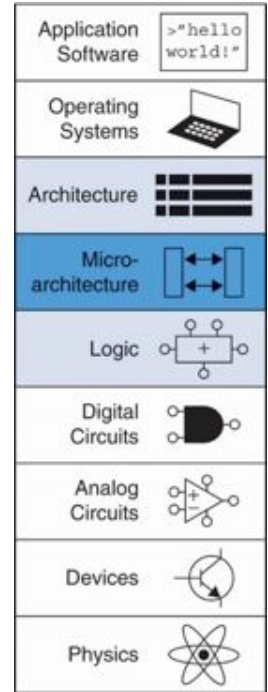 Application
Software
>"hello
world!"
Operating
Systems
Architecture
Micro-
architecture
Logic
+
Digital
Circuits
Analog
Circuits
+
−
Devices
Physics